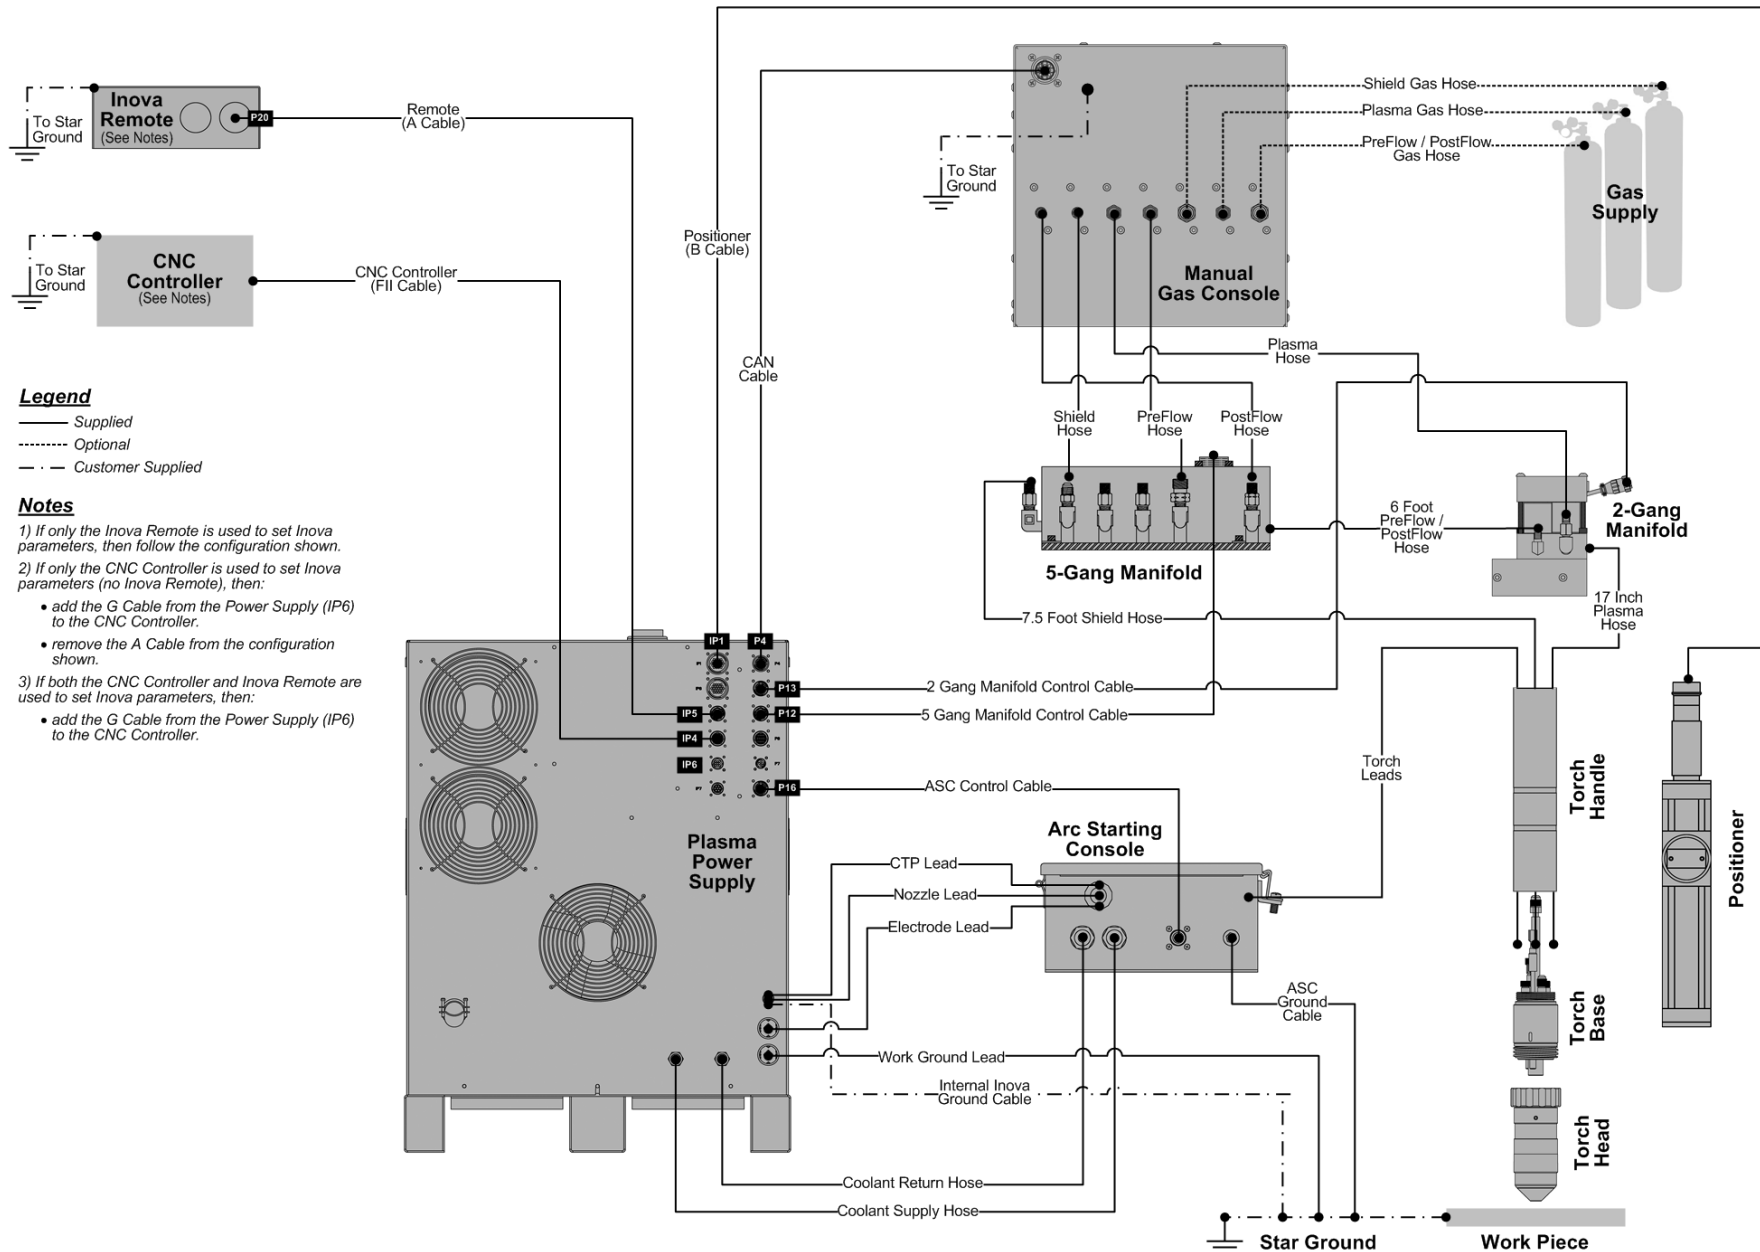 Inova
Remote
(See Notes)
P20
To Star
Ground
Remote
(A Cable)
CNC
Controller
(See Notes)
To Star
Ground
CNC Controller
(FII Cable)
Positioner
(B Cable)
CAN
Cable
To Star
Ground
Manual
Gas Console
Shield Gas Hose
Plasma Gas Hose
PreFlow / PostFlow
Gas Hose
Gas
Supply
Legend
Supplied
Optional
Customer Supplied
Notes
1) If only the Inova Remote is used to set Inova
parameters, then follow the configuration shown.
2) If only the CNC Controller is used to set Inova
parameters (no Inova Remote), then:
• add the G Cable from the Power Supply (IP6)
to the CNC Controller.
• remove the A Cable from the configuration
shown.
3) If both the CNC Controller and Inova Remote are
used to set Inova parameters, then:
• add the G Cable from the Power Supply (IP6)
to the CNC Controller.
Plasma
Hose
Shield
Hose
PreFlow
Hose
PostFlow
Hose
5-Gang Manifold
6 Foot
PreFlow /
PostFlow
Hose
2-Gang
Manifold
17 Inch
Plasma
Hose
7.5 Foot Shield Hose
IP1
P4
P13
2 Gang Manifold Control Cable
IP5
P12
5 Gang Manifold Control Cable
IP4
IP6
P16
ASC Control Cable
Plasma
Power
Supply
Arc Starting
Console
CTP Lead
Nozzle Lead
Electrode Lead
Torch
Leads
Torch
Handle
Positioner
ASC
Ground
Cable
Torch
Base
Work Ground Lead
Internal Inova
Ground Cable
Torch
Head
Coolant Return Hose
Coolant Supply Hose
Star Ground
Work Piece